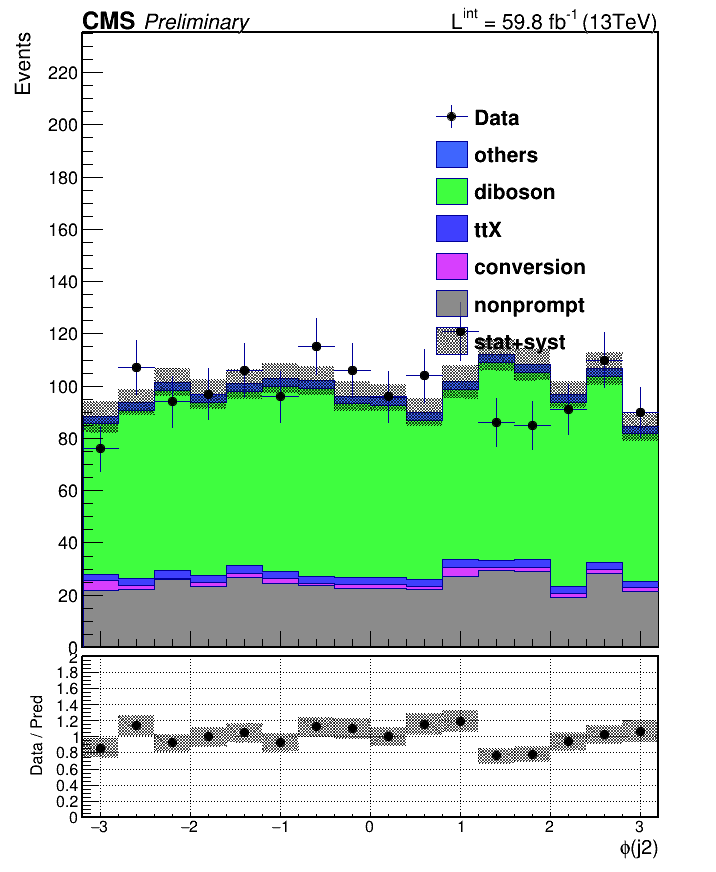 CMS Preliminary
L^int = 59.8 fb^-1 (13TeV)
Events
220
200
180
160
140
120
100
80
60
40
20
0
Data
others
diboson
ttX
conversion
nonprompt
stat+syst
Data / Pred
2
1.8
1.6
1.4
1.2
1
0.8
0.6
0.4
0.2
0
−3 −2 −1 0 1 2 3
ϕ(j2)